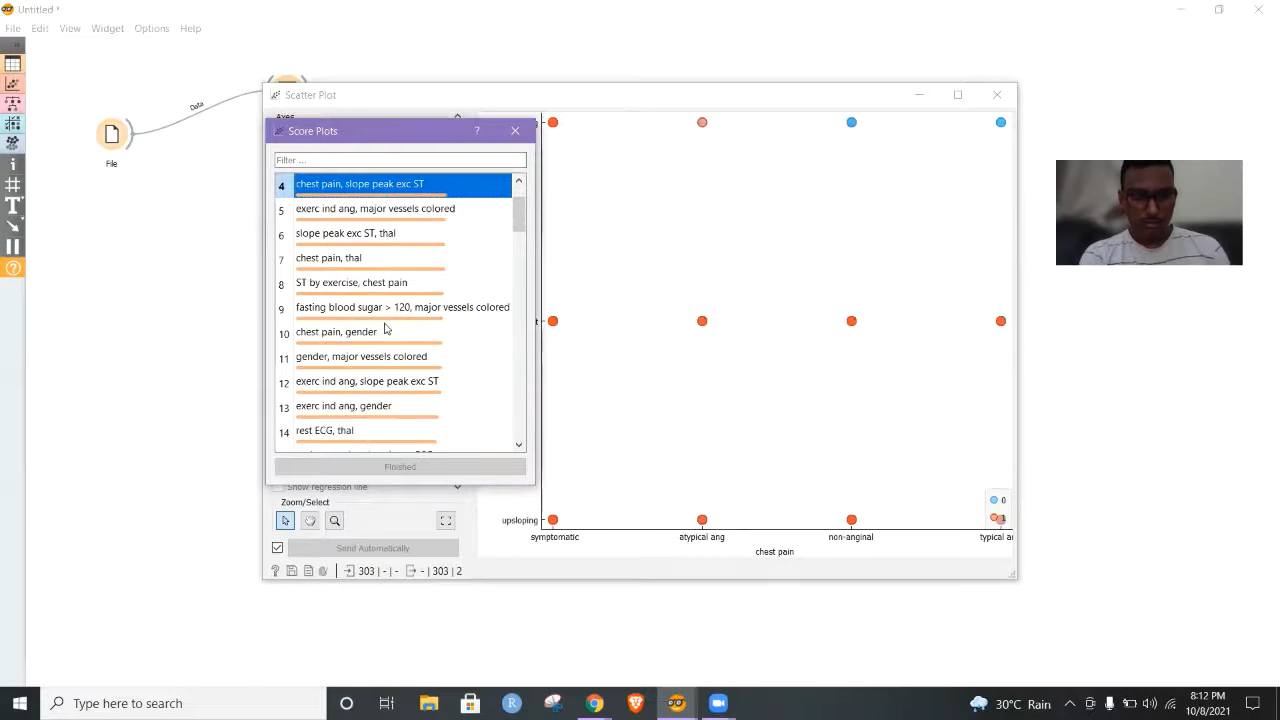 Untitled *
File Edit View Widget Options Help
Data
File
Scatter Plot
Axes
Score Plots
?
Filter ...
4 chest pain, slope peak exc ST
5 exerc ind ang, major vessels colored
6 slope peak exc ST, thal
7 chest pain, thal
8 ST by exercise, chest pain
9 fasting blood sugar > 120, major vessels colored
10 chest pain, gender
11 gender, major vessels colored
12 exerc ind ang, slope peak exc ST
13 exerc ind ang, gender
14 rest ECG, thal
Finished
Show regression line
Zoom/Select
Send Automatically
303 | - | - - | 303 | 2
0
1
upsloping
symptomatic atypical ang non-anginal typical a
chest pain
Type here to search
30°C Rain
8:12 PM
10/8/2021